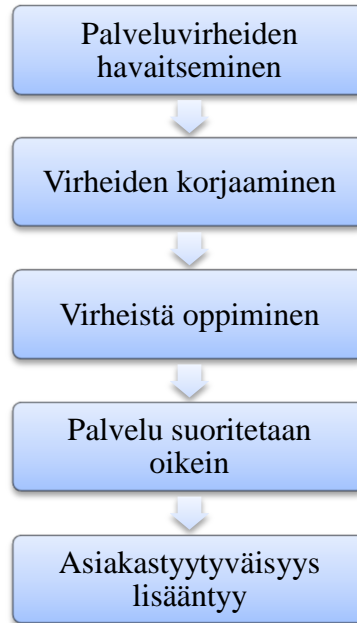 Palveluvirheiden
havaitseminen
Virheiden korjaaminen
Virheistä oppiminen
Palvelu suoritetaan
oikein
Asiakastyytyväisyys
lisääntyy